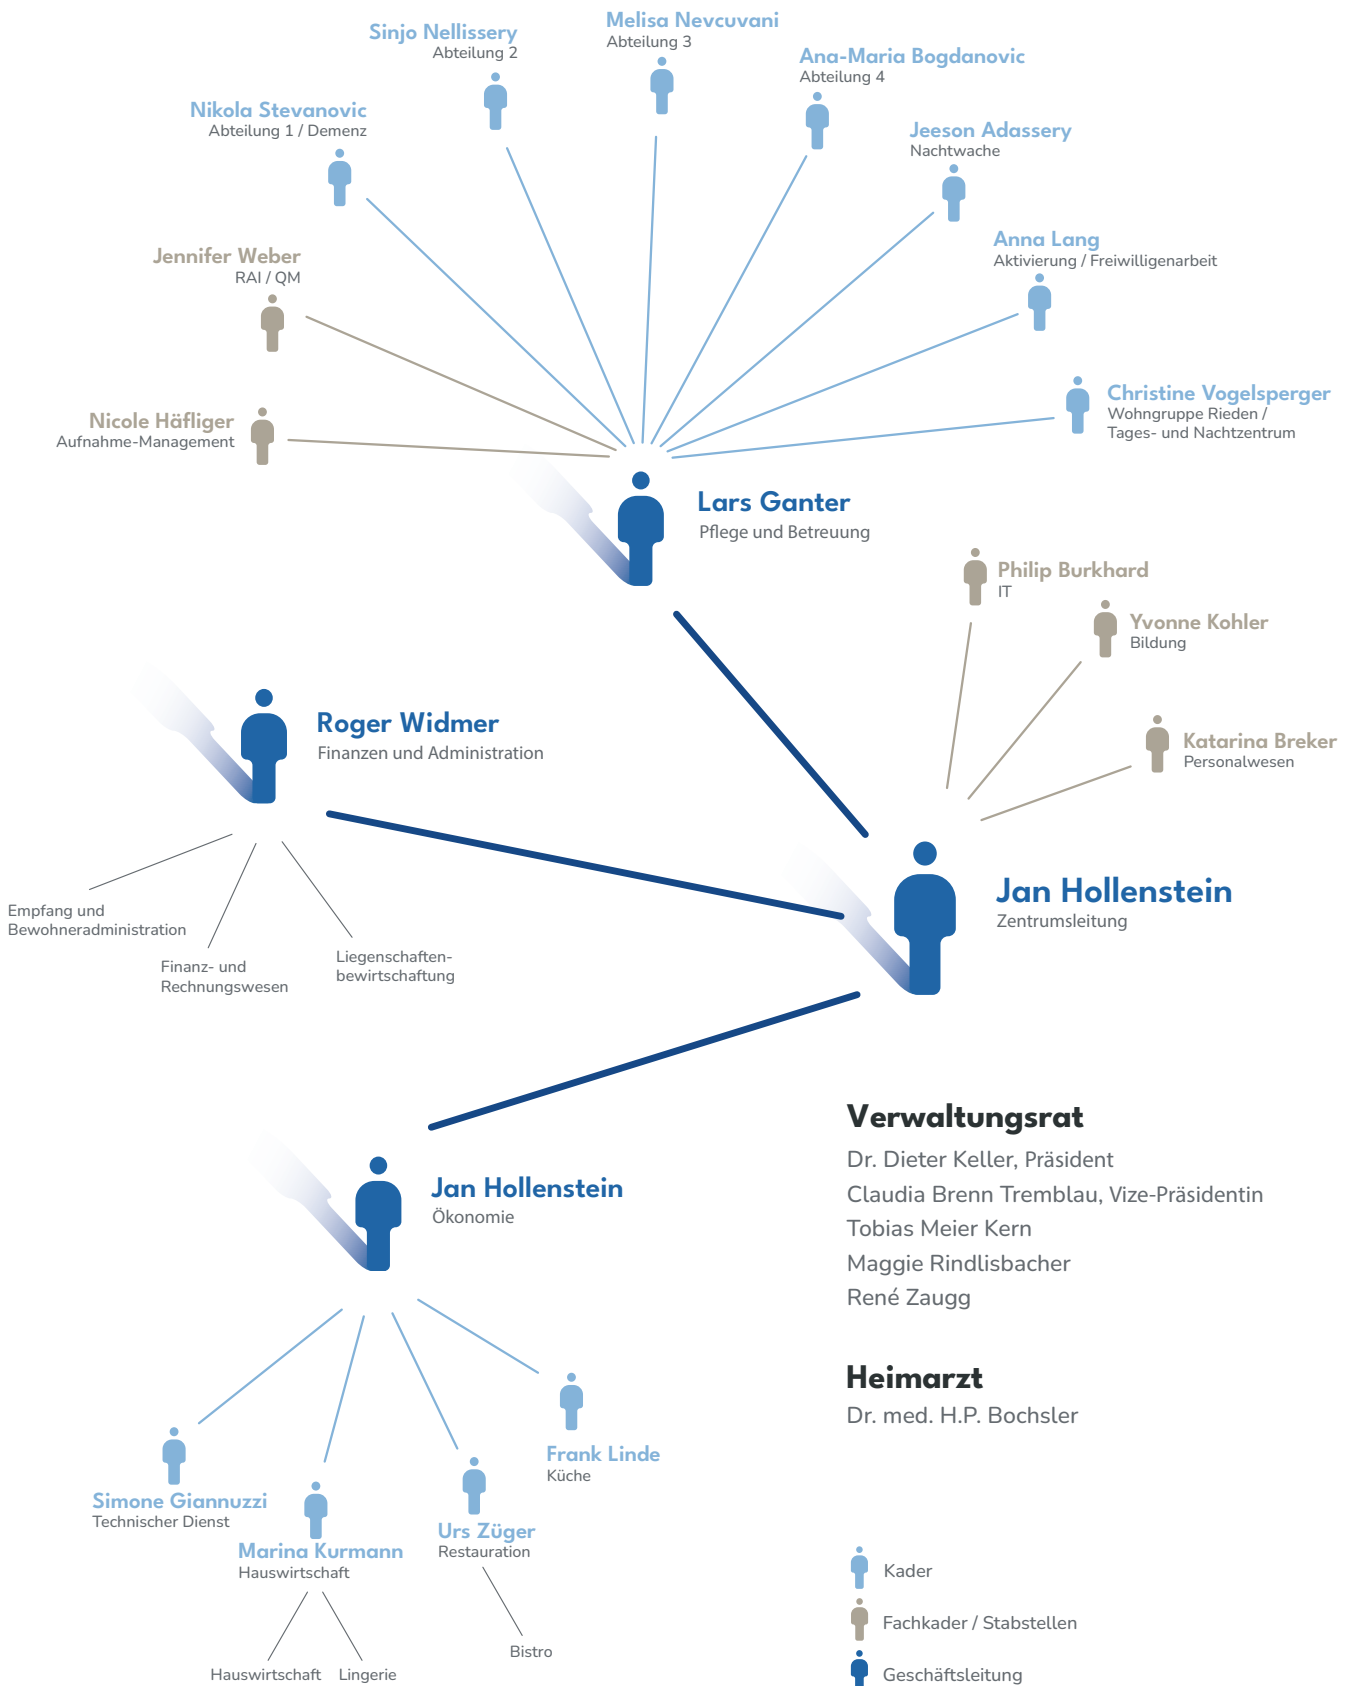 Melisa Nevcuvani
Abteilung 3
Sinjo Nellissery
Abteilung 2
Ana-Maria Bogdanovic
Abteilung 4
Nikola Stevanovic
Abteilung 1 / Demenz
Jeeson Adassery
Nachtwache
Anna Lang
Aktivierung / Freiwilligenarbeit
Jennifer Weber
RAI / QM
Christine Vogelsperger
Wohngruppe Rieden /
Tages- und Nachtzentrum
Nicole Häfliger
Aufnahme-Management
Lars Ganter
Pflege und Betreuung
Philip Burkhard
IT
Yvonne Kohler
Bildung
Katarina Breker
Personalwesen
Roger Widmer
Finanzen und Administration
Jan Hollenstein
Zentrumsleitung
Empfang und
Bewohneradministration
Finanz- und
Rechnungswesen
Liegenschaften-
bewirtschaftung
Jan Hollenstein
Ökonomie
Verwaltungsrat
Dr. Dieter Keller, Präsident
Claudia Brenn Tremblau, Vize-Präsidentin
Tobias Meier Kern
Maggie Rindlisbacher
René Zaugg
Heimarzt
Dr. med. H.P. Bochsler
Frank Linde
Küche
Simone Giannuzzi
Technischer Dienst
Urs Züger
Restauration
Marina Kurmann
Hauswirtschaft
Bistro
Hauswirtschaft
Lingerie
Kader
Fachkader / Stabstellen
Geschäftsleitung